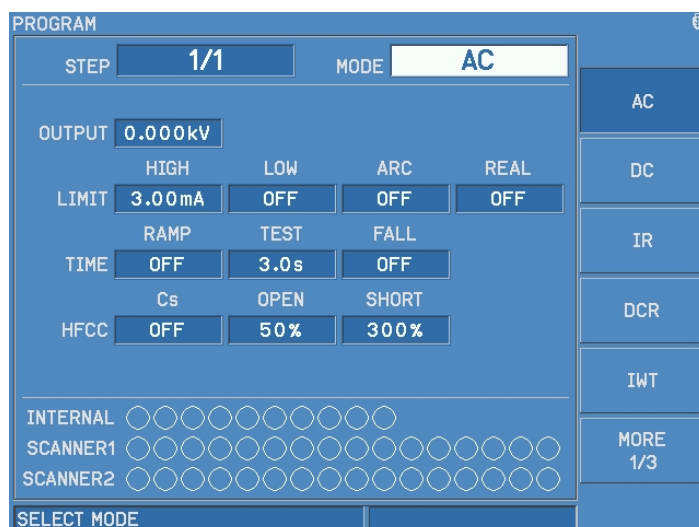 PROGRAM
STEP 1/1 MODE AC
OUTPUT 0.000kV
HIGH LOW ARC REAL
LIMIT 3.00mA OFF OFF OFF
RAMP TEST FALL
TIME OFF 3.0s OFF
Cs OPEN SHORT
HFCC OFF 50% 300%
INTERNAL
SCANNER1
SCANNER2
SELECT MODE
AC
DC
IR
DCR
IWT
MORE
1/3